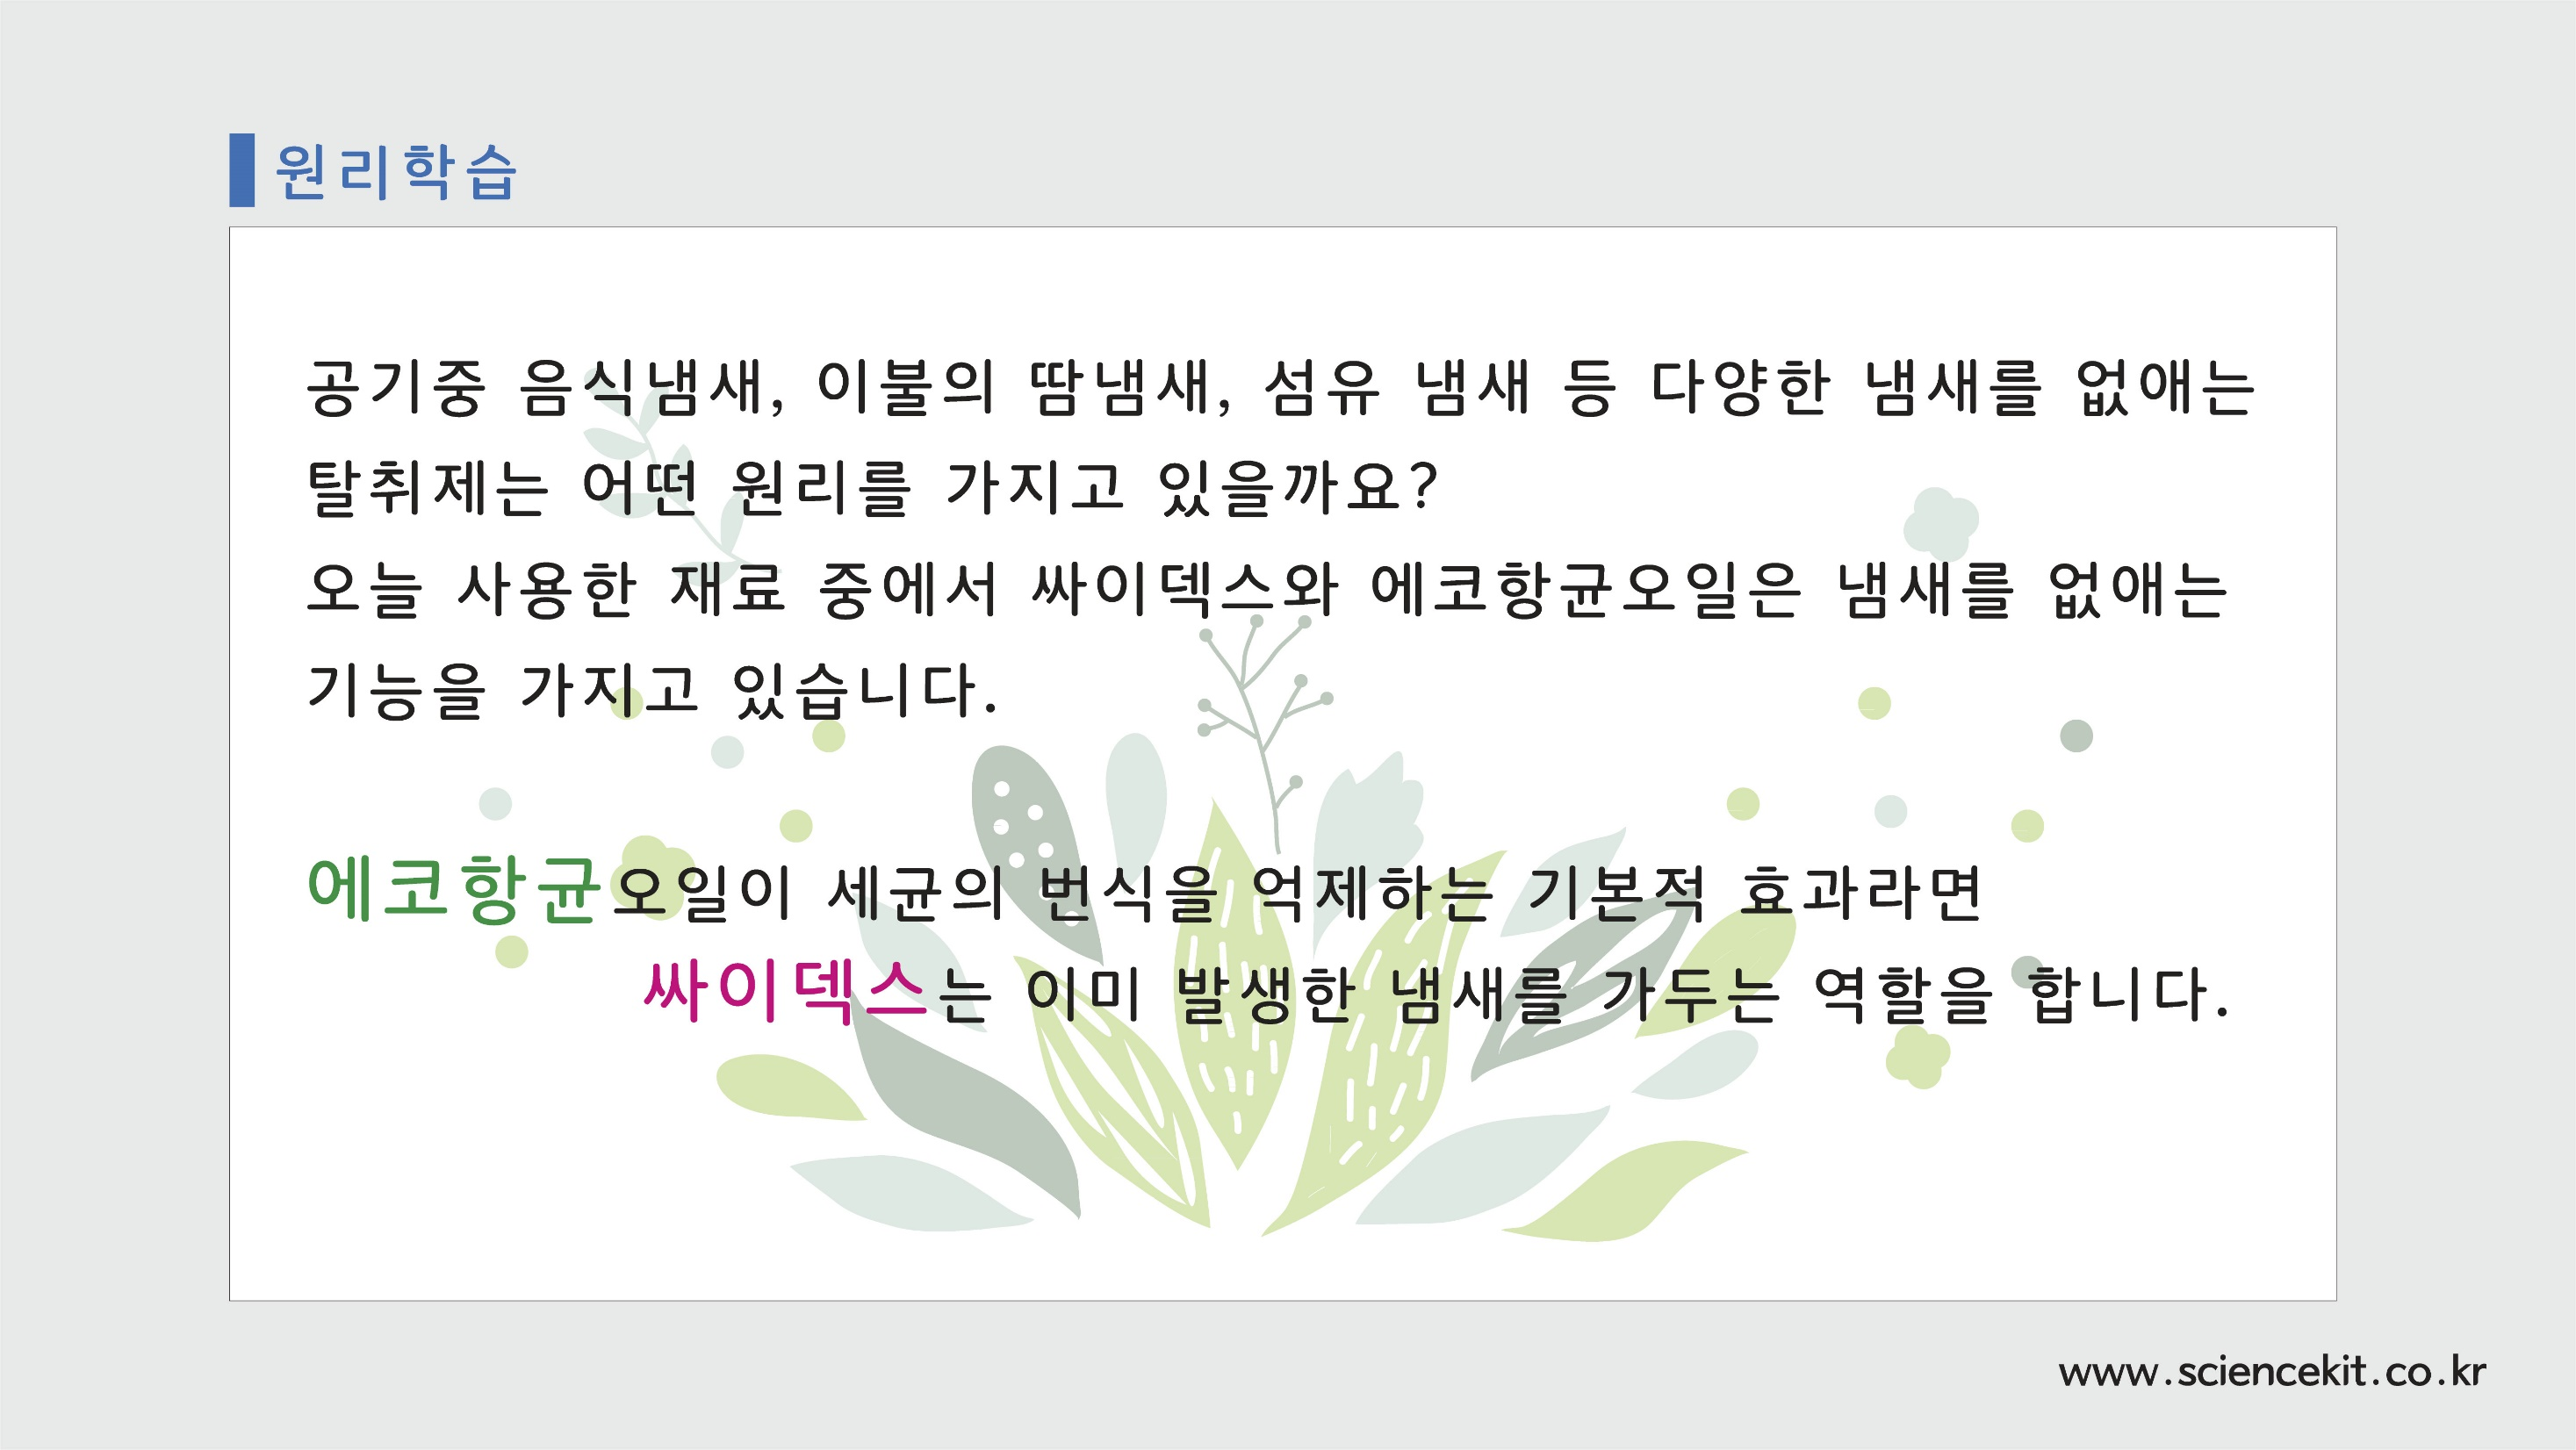 원리학습
공기중 음식냄새, 이불의 땀냄새, 섬유 냄새 등 다양한 냄새를 없애는
탈취제는 어떤 원리를 가지고 있을까요?
오늘 사용한 재료 중에서 싸이덱스와 에코항균오일은 냄새를 없애는
기능을 가지고 있습니다.
에코항균오일이 세균의 번식을 억제하는 기본적 효과라면
싸이덱스는 이미 발생한 냄새를 가두는 역할을 합니다.
www.sciencekit.co.kr